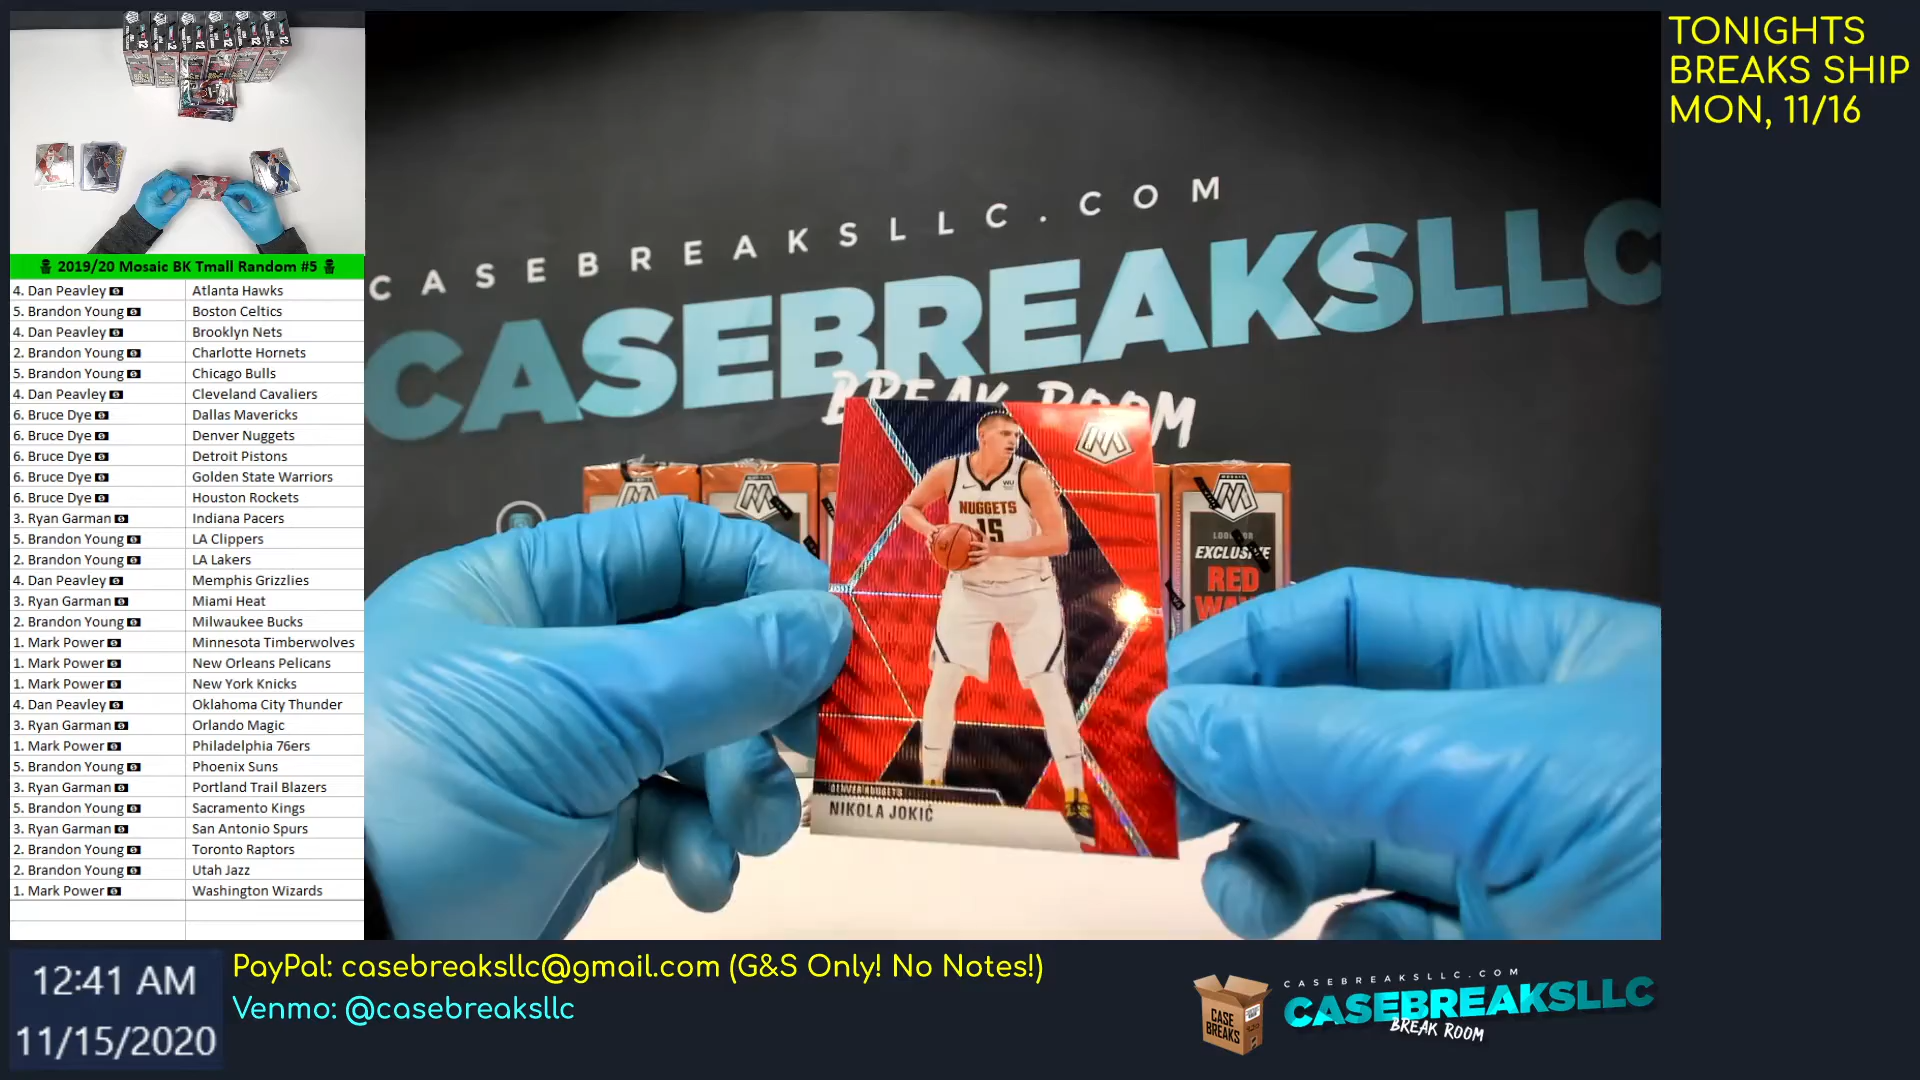 TONIGHTS
BREAKS SHIP
MON, 11/16
2019/20 Mosaic BK Tmall Random #5
4. Dan Peavley Atlanta Hawks
5. Brandon Young Boston Celtics
4. Dan Peavley Brooklyn Nets
2. Brandon Young Charlotte Hornets
5. Brandon Young Chicago Bulls
4. Dan Peavley Cleveland Cavaliers
6. Bruce Dye Dallas Mavericks
6. Bruce Dye Denver Nuggets
6. Bruce Dye Detroit Pistons
6. Bruce Dye Golden State Warriors
6. Bruce Dye Houston Rockets
3. Ryan Garman Indiana Pacers
5. Brandon Young LA Clippers
2. Brandon Young LA Lakers
4. Dan Peavley Memphis Grizzlies
3. Ryan Garman Miami Heat
2. Brandon Young Milwaukee Bucks
1. Mark Power Minnesota Timberwolves
1. Mark Power New Orleans Pelicans
1. Mark Power New York Knicks
4. Dan Peavley Oklahoma City Thunder
3. Ryan Garman Orlando Magic
1. Mark Power Philadelphia 76ers
5. Brandon Young Phoenix Suns
3. Ryan Garman Portland Trail Blazers
5. Brandon Young Sacramento Kings
3. Ryan Garman San Antonio Spurs
2. Brandon Young Toronto Raptors
2. Brandon Young Utah Jazz
1. Mark Power Washington Wizards
CASEBREAKSLLC.COM
CASEBREAKSLLC
BREAK ROOM
WU
NUGGETS
15
DENVER NUGGETS
NIKOLA JOKIĆ
EXCLUSIVE
RED
12:41 AM
11/15/2020
PayPal: casebreaksllc@gmail.com (G&S Only! No Notes!)
Venmo: @casebreaksllc
CASE
BREAKS
CASEBREAKSLLC.COM
CASEBREAKSLLC
BREAK ROOM